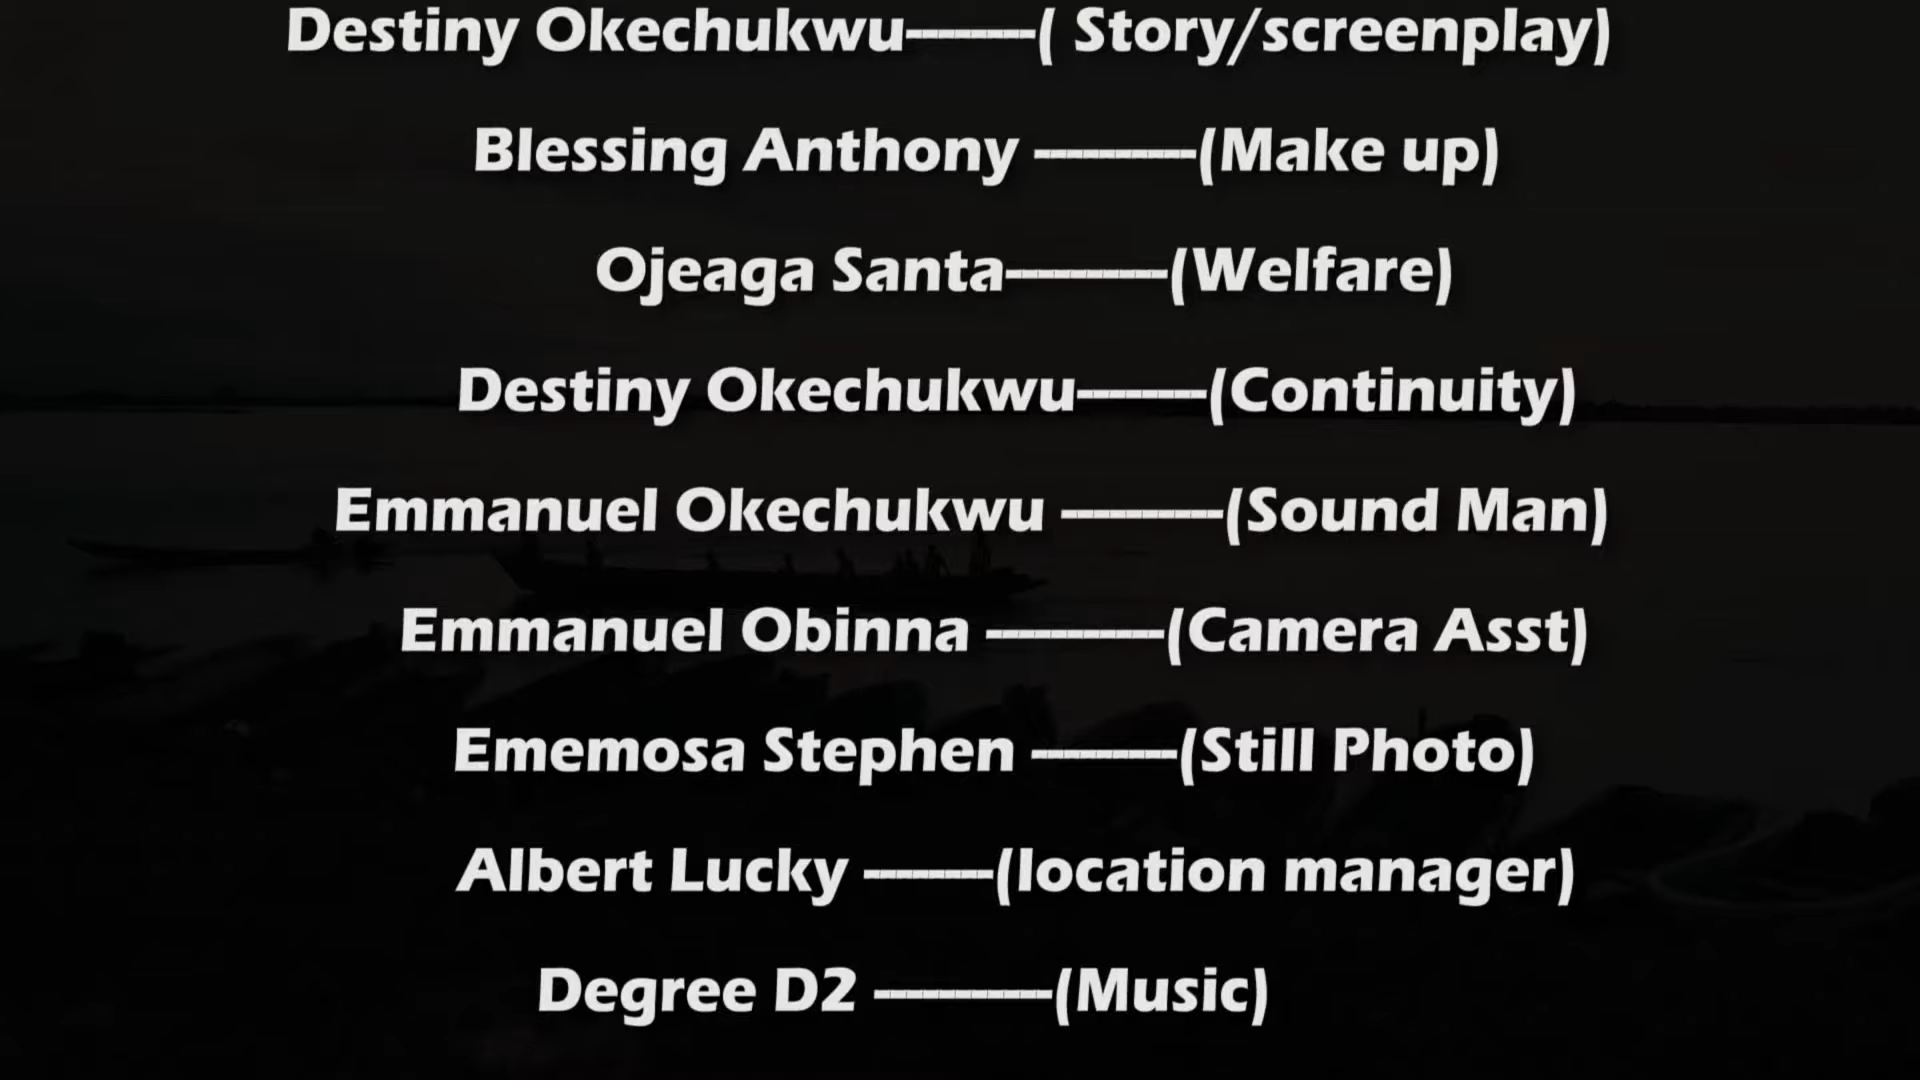 Destiny Okechukwu--------( Story/screenplay)
Blessing Anthony ----------(Make up)
Ojeaga Santa----------(Welfare)
Destiny Okechukwu--------(Continuity)
Emmanuel Okechukwu ----------(Sound Man)
Emmanuel Obinna -----------(Camera Asst)
Ememosa Stephen ---------(Still Photo)
Albert Lucky --------(location manager)
Degree D2 -----------(Music)